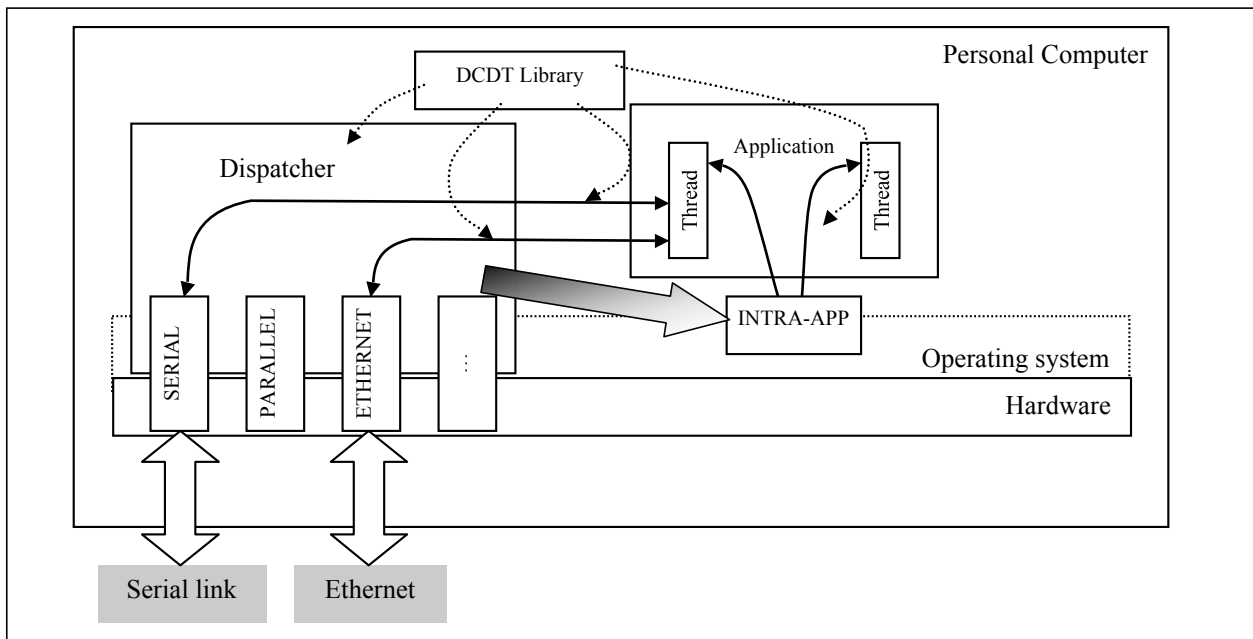 Personal Computer
DCDT Library
Application
Dispatcher
Thread
Thread
SERIAL
PARALLEL
ETHERNET
...
INTRA-APP
Operating system
Hardware
Serial link
Ethernet